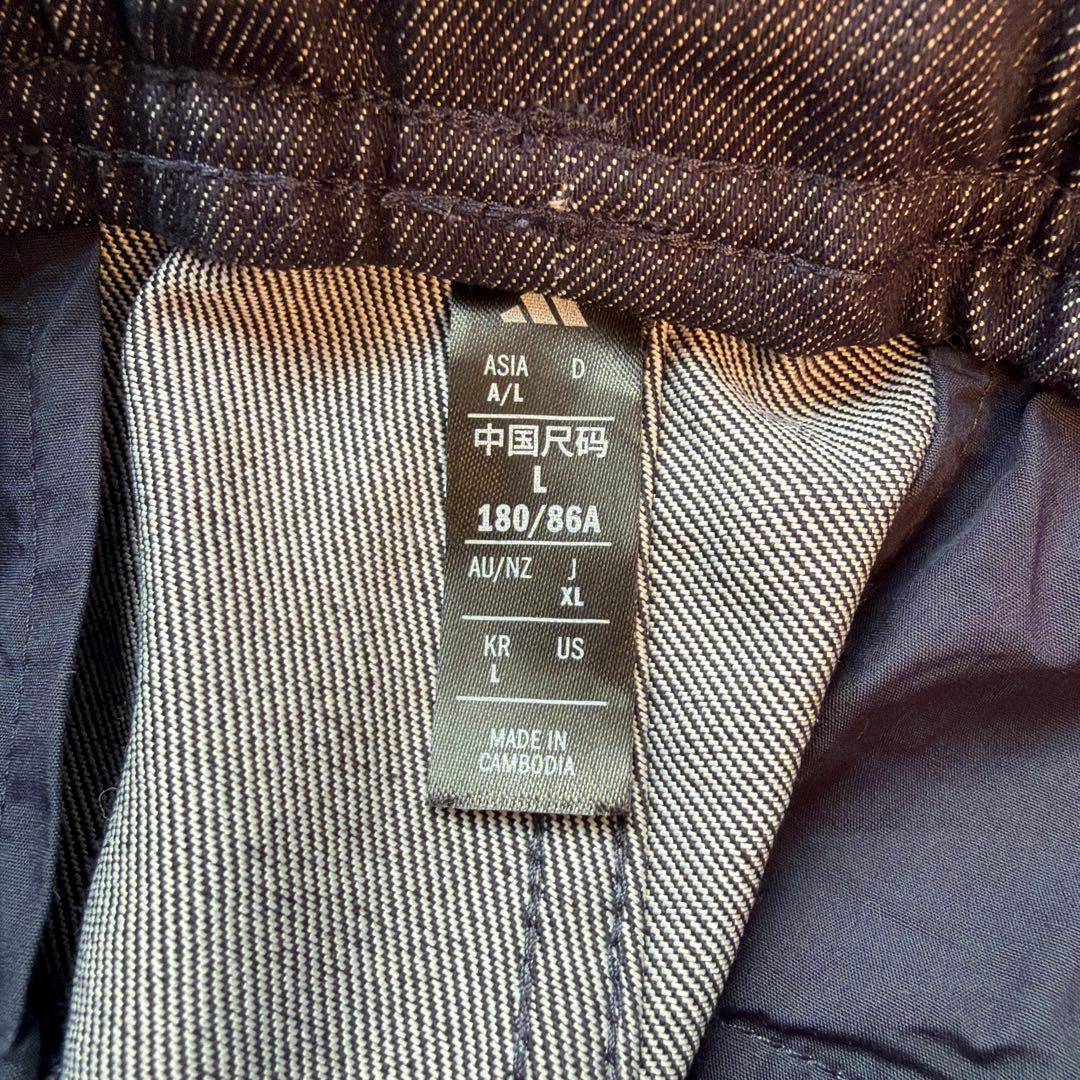 ASIA D
A/L
中国尺码
L
180/86A
AU/NZ J
XL
KR US
L
MADE IN
CAMBODIA